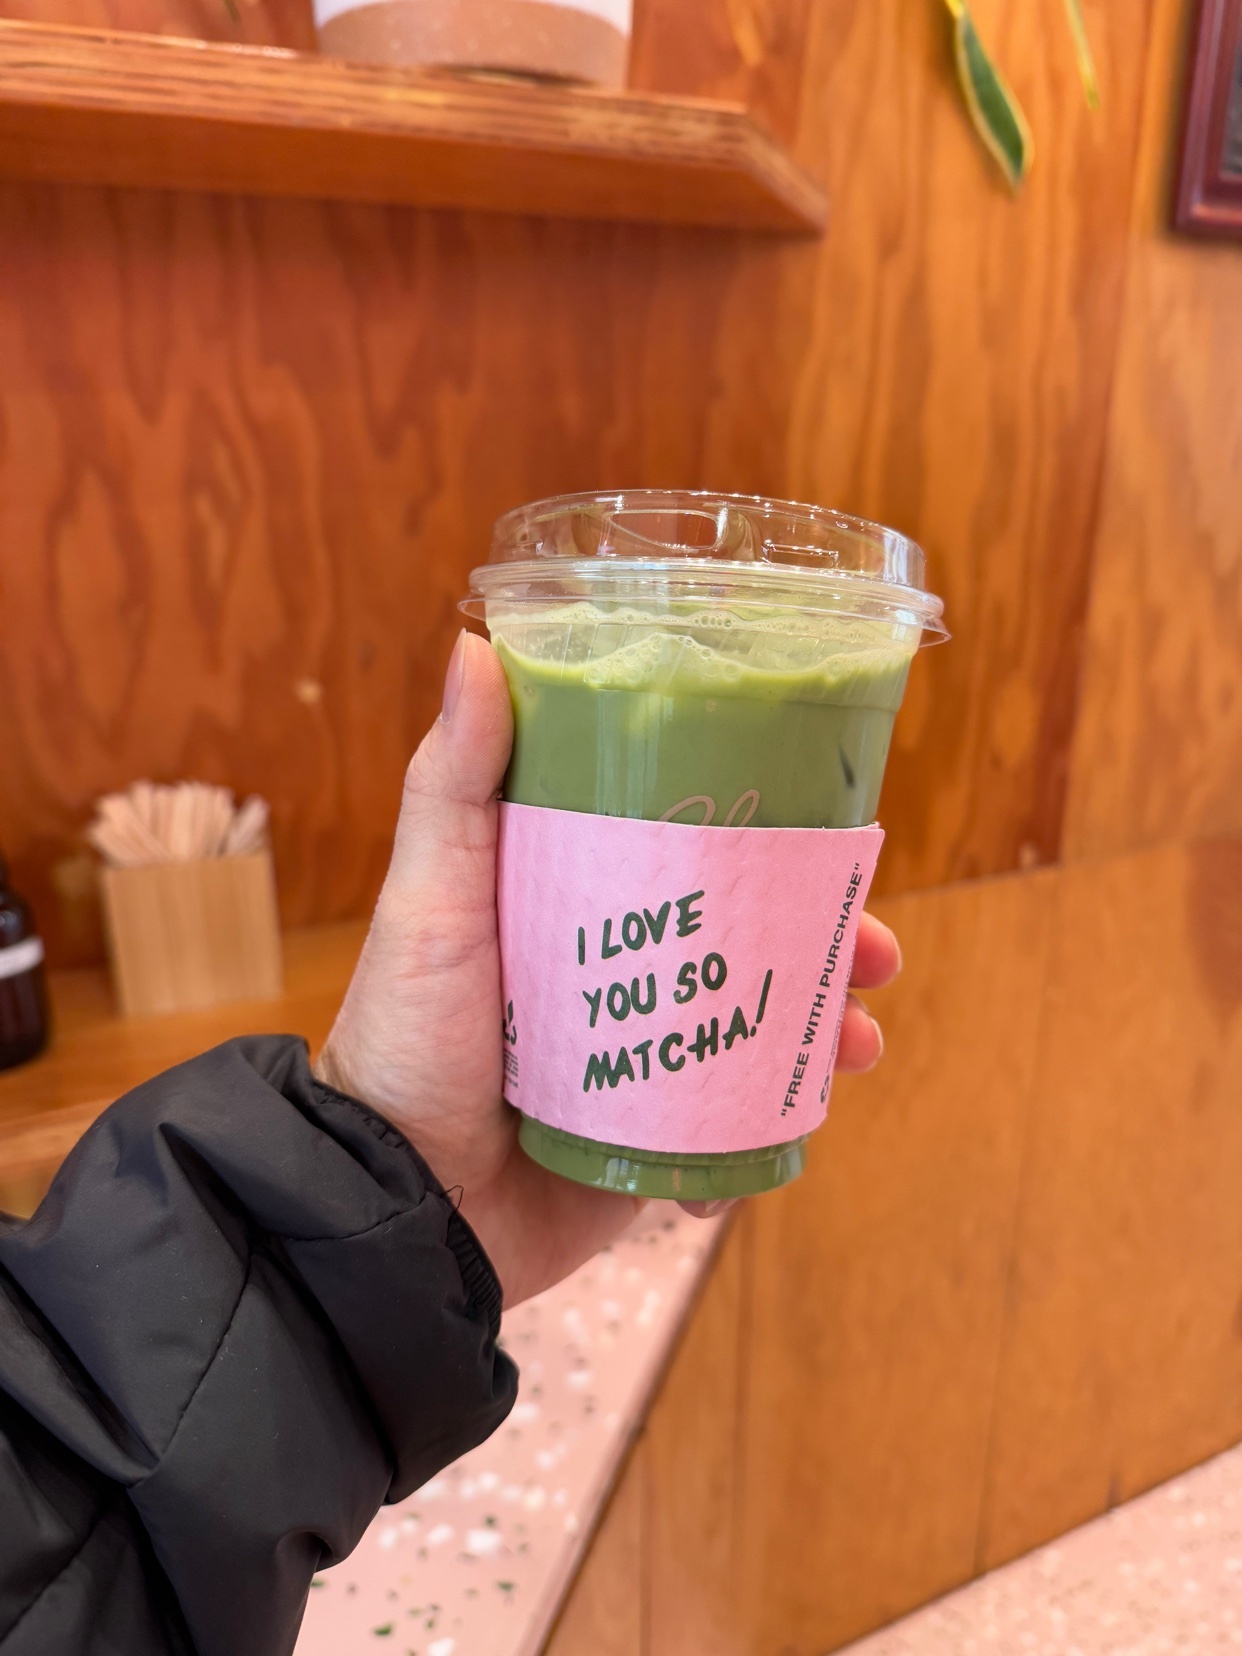 I LOVE
YOU SO
MATCHA!
"FREE WITH PURCHASE"